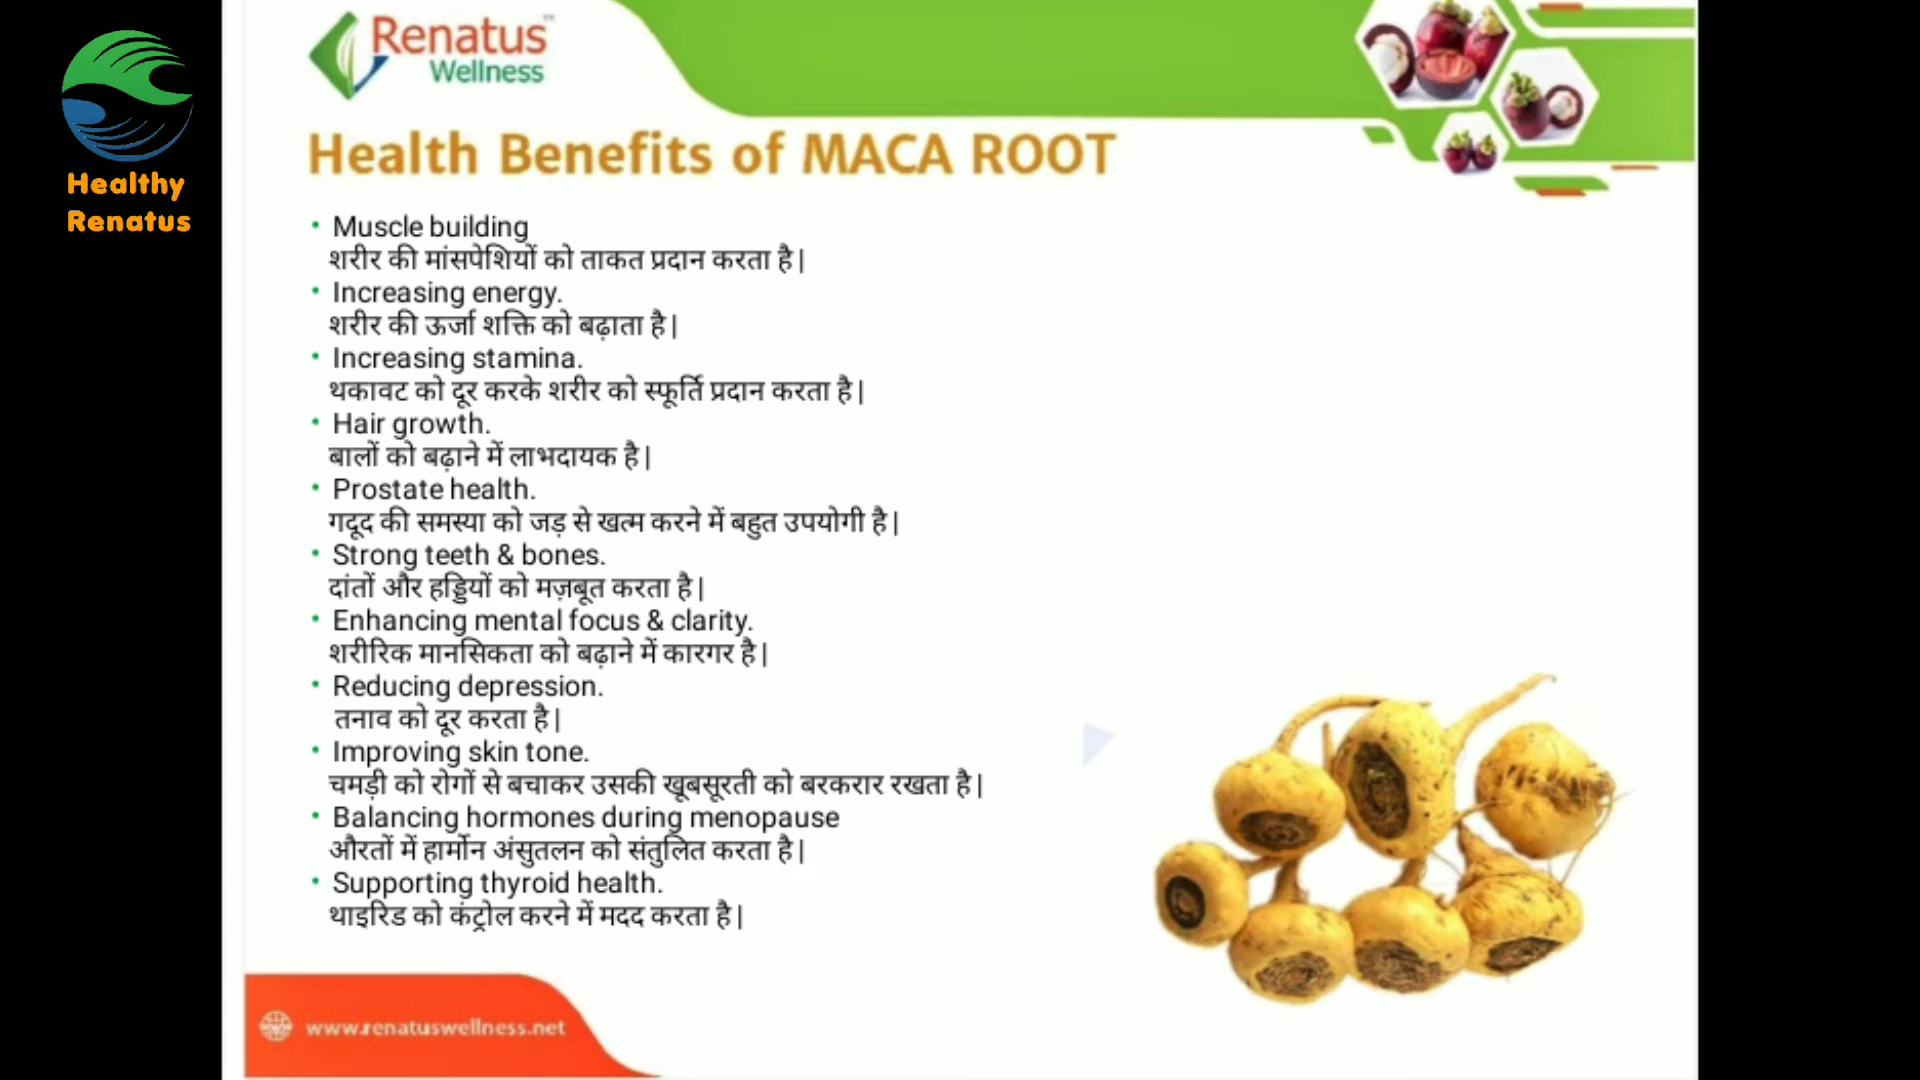 Healthy
Renatus
Renatus™
Wellness
Health Benefits of MACA ROOT
• Muscle building
शरीर की मांसपेशियों को ताकत प्रदान करता है|
• Increasing energy.
शरीर की ऊर्जा शक्ति को बढ़ाता है|
• Increasing stamina.
थकावट को दूर करके शरीर को स्फूर्ति प्रदान करता है|
• Hair growth.
बालों को बढ़ाने में लाभदायक है|
• Prostate health.
गदूद की समस्या को जड़ से खत्म करने में बहुत उपयोगी है|
• Strong teeth & bones.
दांतों और हड्डियों को मज़बूत करता है|
• Enhancing mental focus & clarity.
शरीरिक मानसिकता को बढ़ाने में कारगर है|
• Reducing depression.
तनाव को दूर करता है|
• Improving skin tone.
चमड़ी को रोगों से बचाकर उसकी खूबसूरती को बरकरार रखता है|
• Balancing hormones during menopause
औरतों में हार्मोन अंसुतलन को संतुलित करता है|
• Supporting thyroid health.
थाइरिड को कंट्रोल करने में मदद करता है|
www.renatuswellness.net